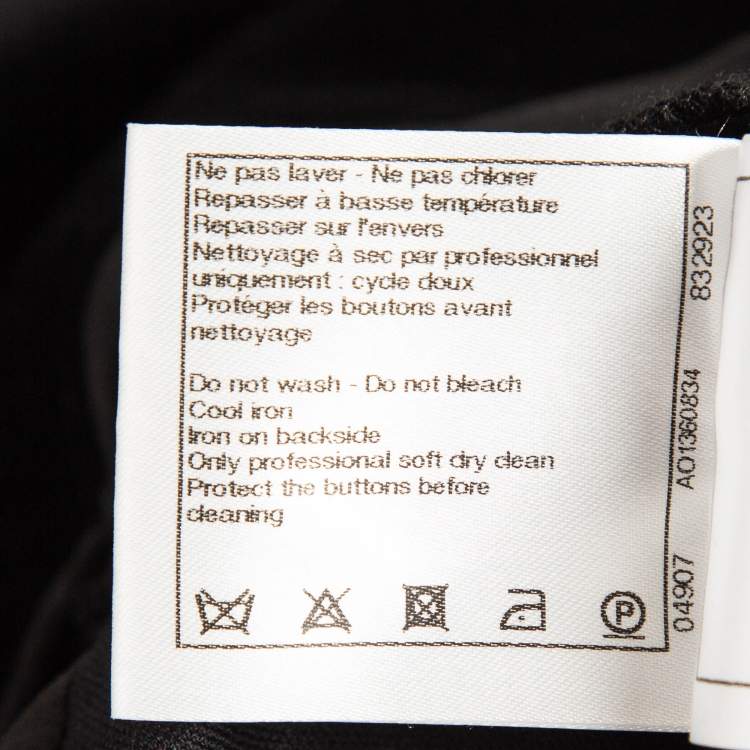 Ne pas laver - Ne pas chlorer
Repasser à basse température
Repasser sur l'envers
Nettoyage à sec par professionnel
uniquement : cycle doux
Protéger les boutons avant
nettoyage
Do not wash - Do not bleach
Cool iron
Iron on backside
Only professional soft dry clean
Protect the buttons before
cleaning
P
04907 AO1360834 832923